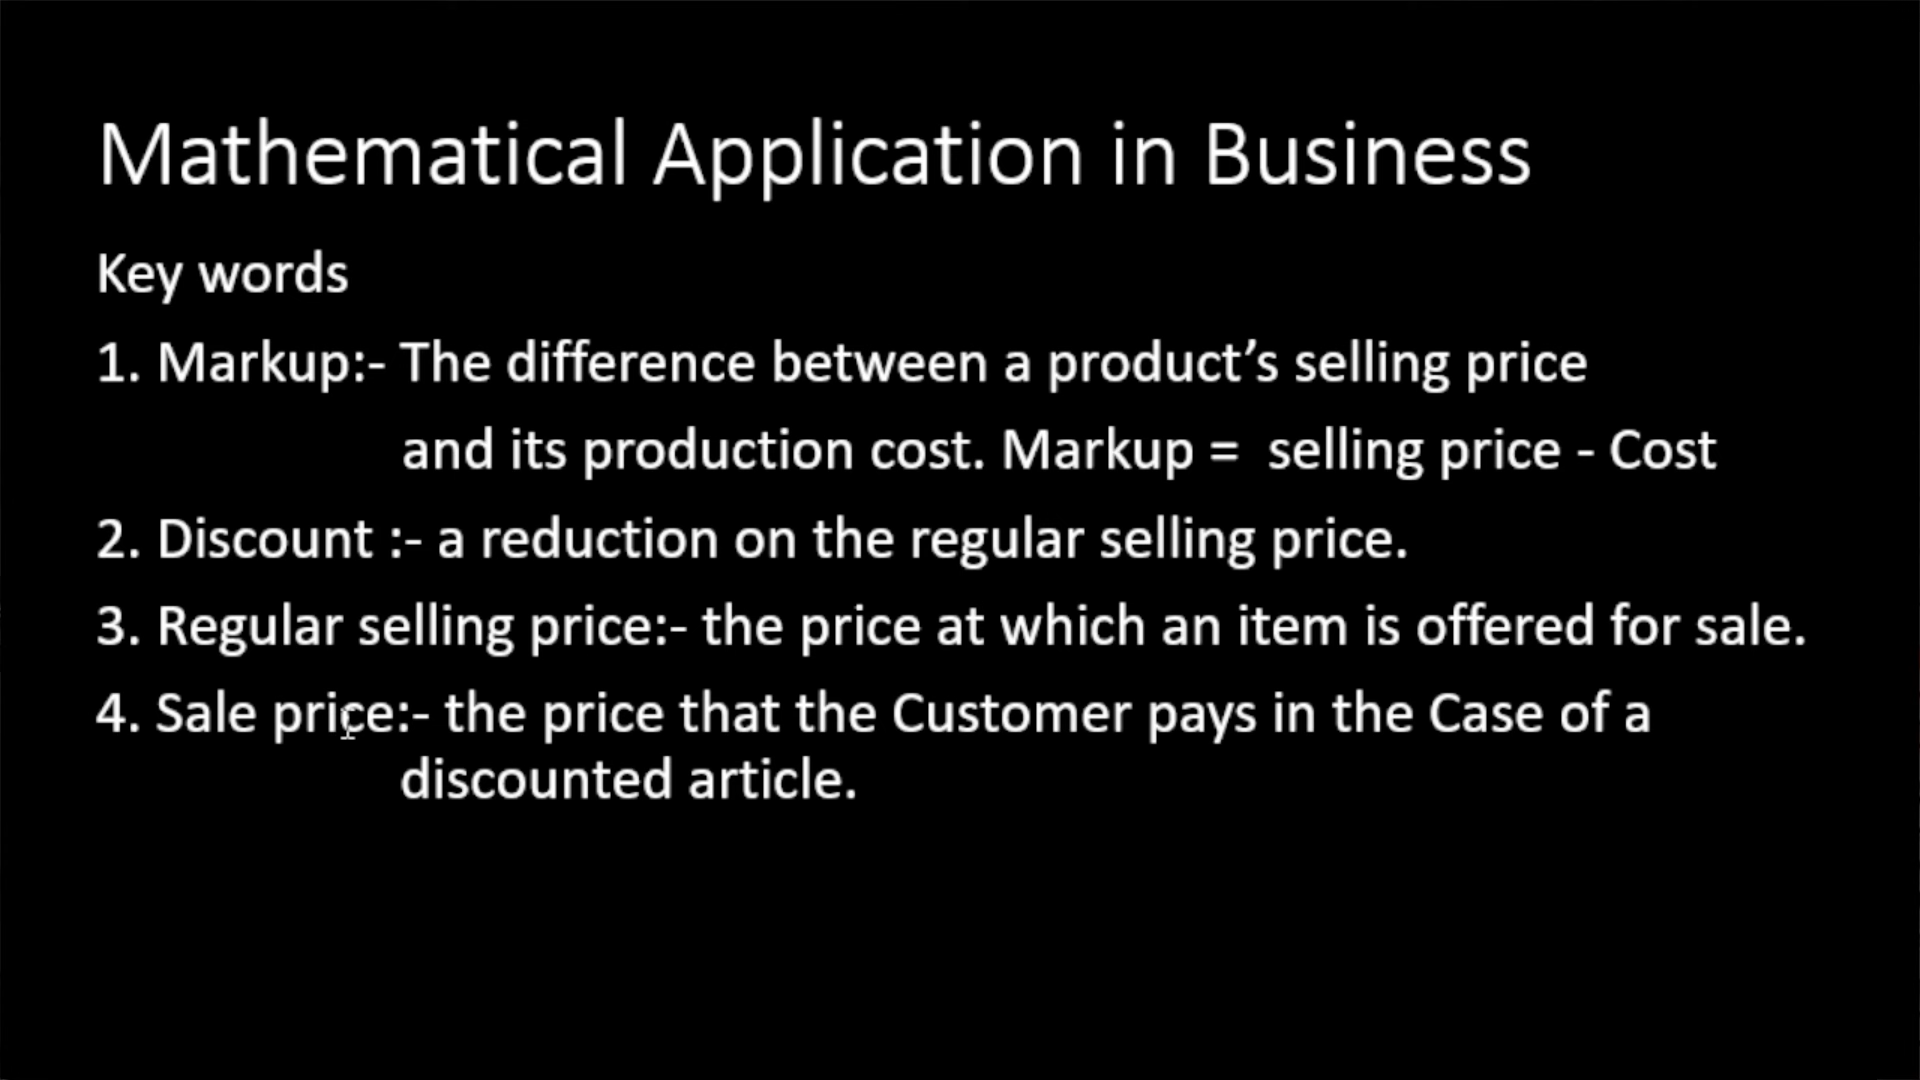 Mathematical Application in Business
Key words
1. Markup:- The difference between a product’s selling price
and its production cost. Markup = selling price - Cost
2. Discount :- a reduction on the regular selling price.
3. Regular selling price:- the price at which an item is offered for sale.
4. Sale price:- the price that the Customer pays in the Case of a
discounted article.